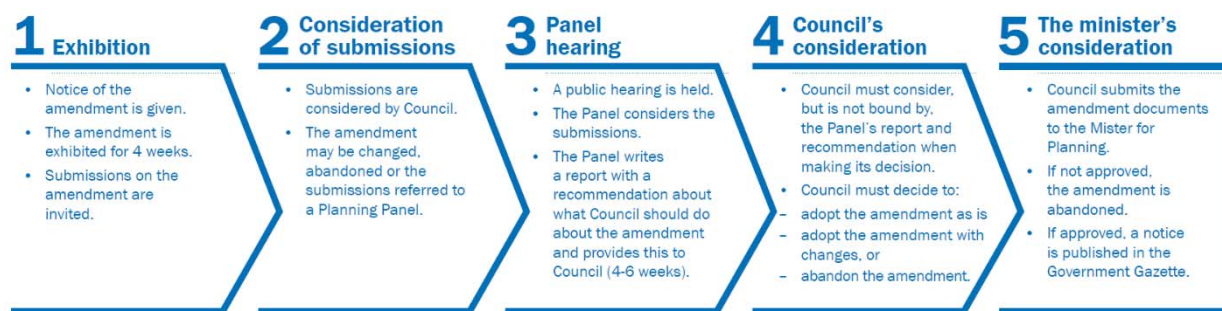 1 Exhibition
• Notice of the
amendment is given.
• The amendment is
exhibited for 4 weeks.
• Submissions on the
amendment are
invited.
2 Consideration
of submissions
• Submissions are
considered by Council.
• The amendment
may be changed,
abandoned or the
submissions referred to
a Planning Panel.
3 Panel
hearing
• A public hearing is held.
• The Panel considers the
submissions.
• The Panel writes
a report with a
recommendation about
what Council should do
about the amendment
and provides this to
Council (4-6 weeks).
4 Council's
consideration
• Council must consider,
but is not bound by,
the Panel's report and
recommendation when
making its decision.
• Council must decide to:
– adopt the amendment as is
– adopt the amendment with
changes, or
– abandon the amendment.
5 The minister's
consideration
• Council submits the
amendment documents
to the Mister for
Planning.
• If not approved,
the amendment is
abandoned.
• If approved, a notice
is published in the
Government Gazette.